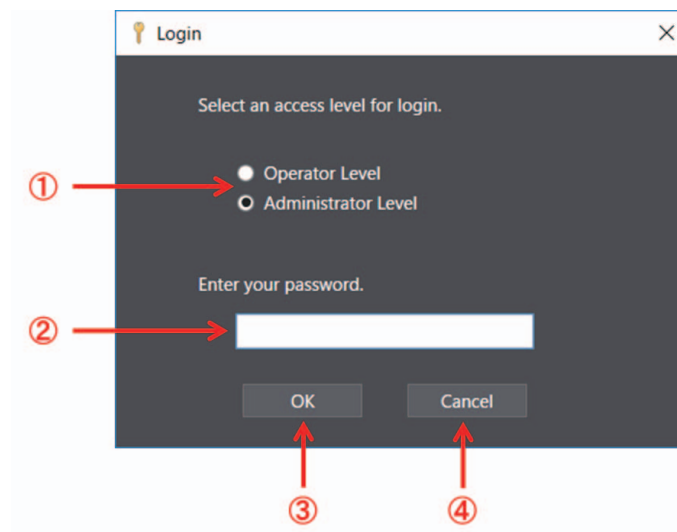 Login
Select an access level for login.
① Operator Level
Administrator Level
Enter your password.
②
OK Cancel
③ ④